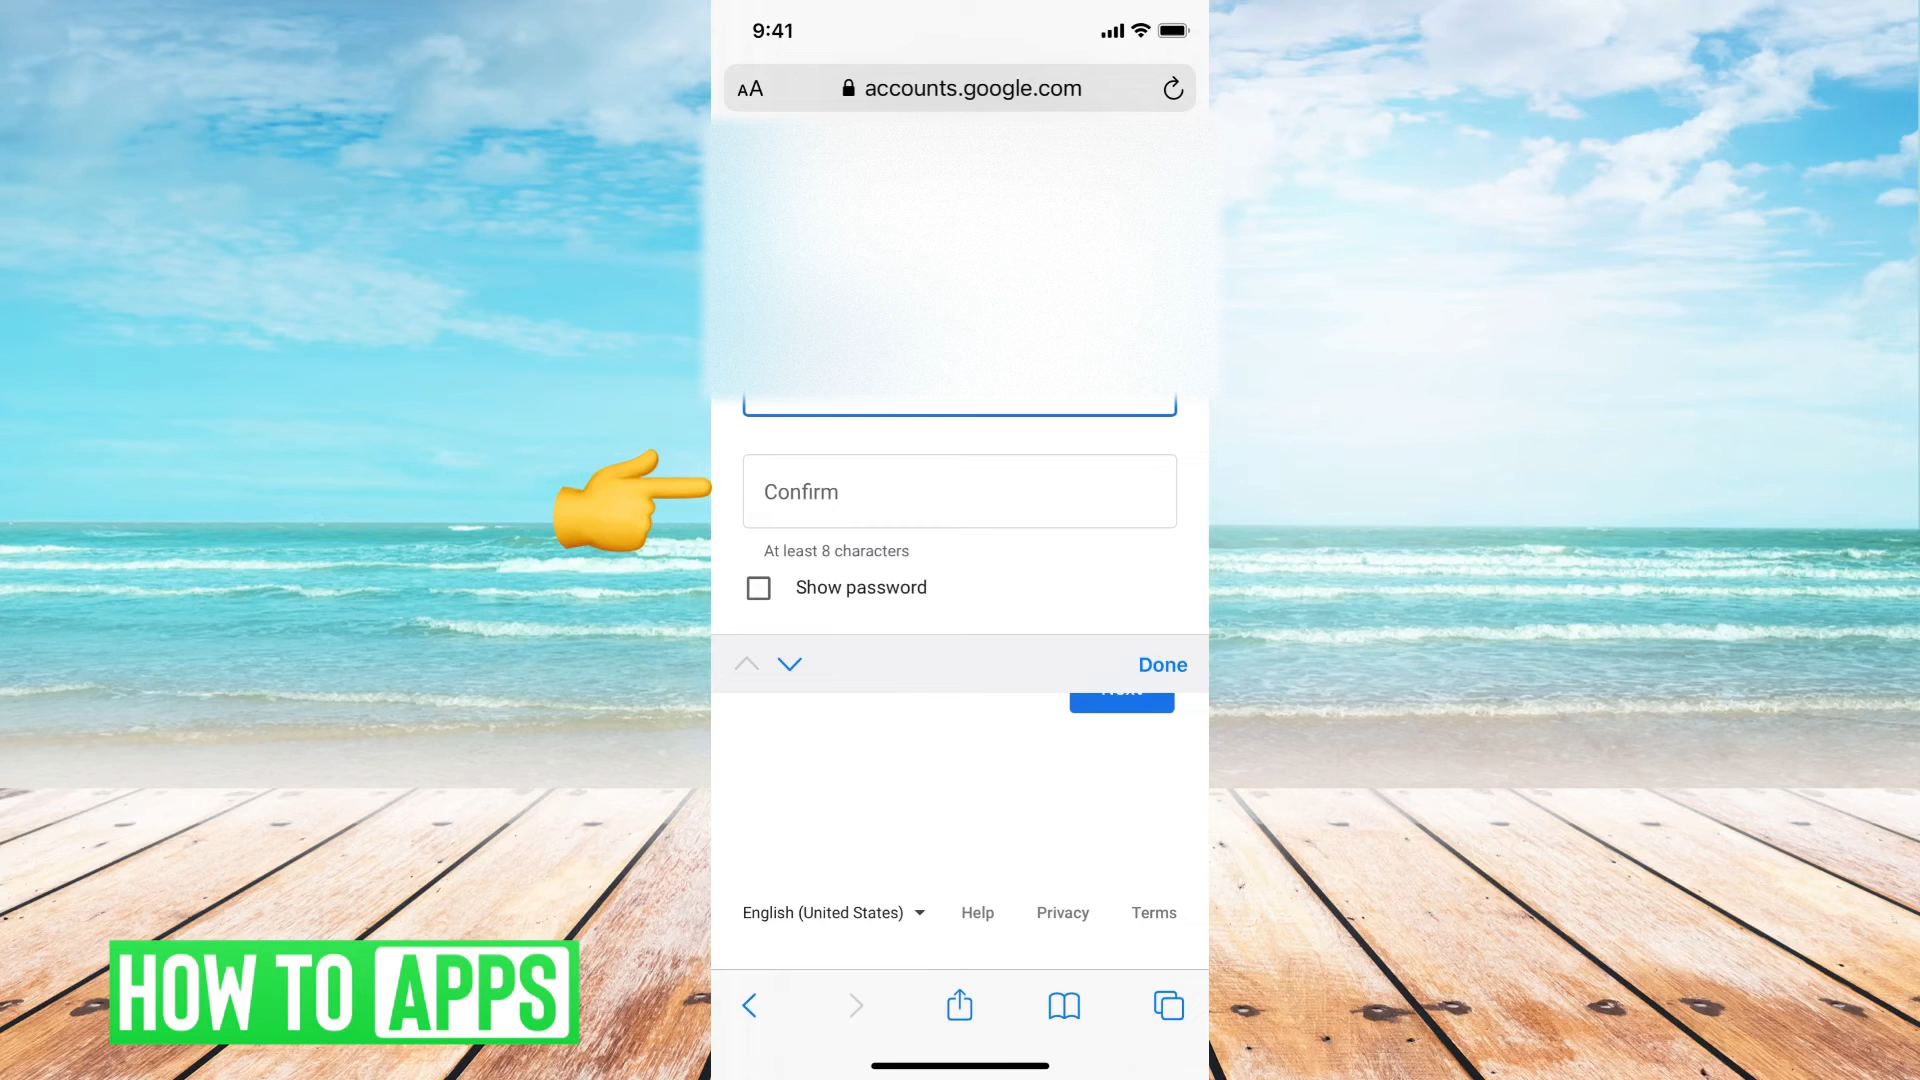 9:41
AA accounts.google.com
Confirm
At least 8 characters
Show password
Done
English (United States) Help Privacy Terms
HOW TO APPS